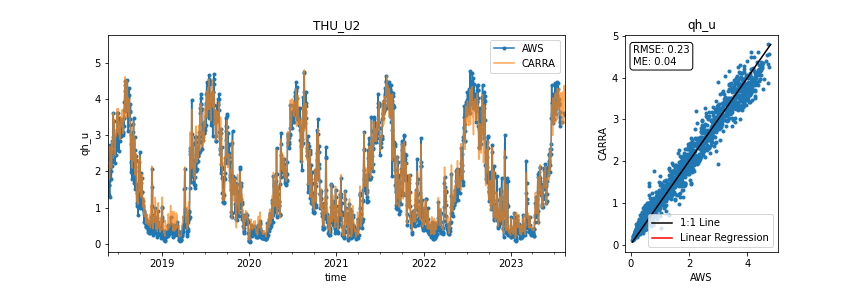 THU_U2
qh_u
5
4
3
2
1
0
AWS
CARRA
2019
2020
2021
2022
2023
time
qh_u
CARRA
5
4
3
2
1
0
RMSE: 0.23
ME: 0.04
1:1 Line
Linear Regression
0
2
4
AWS